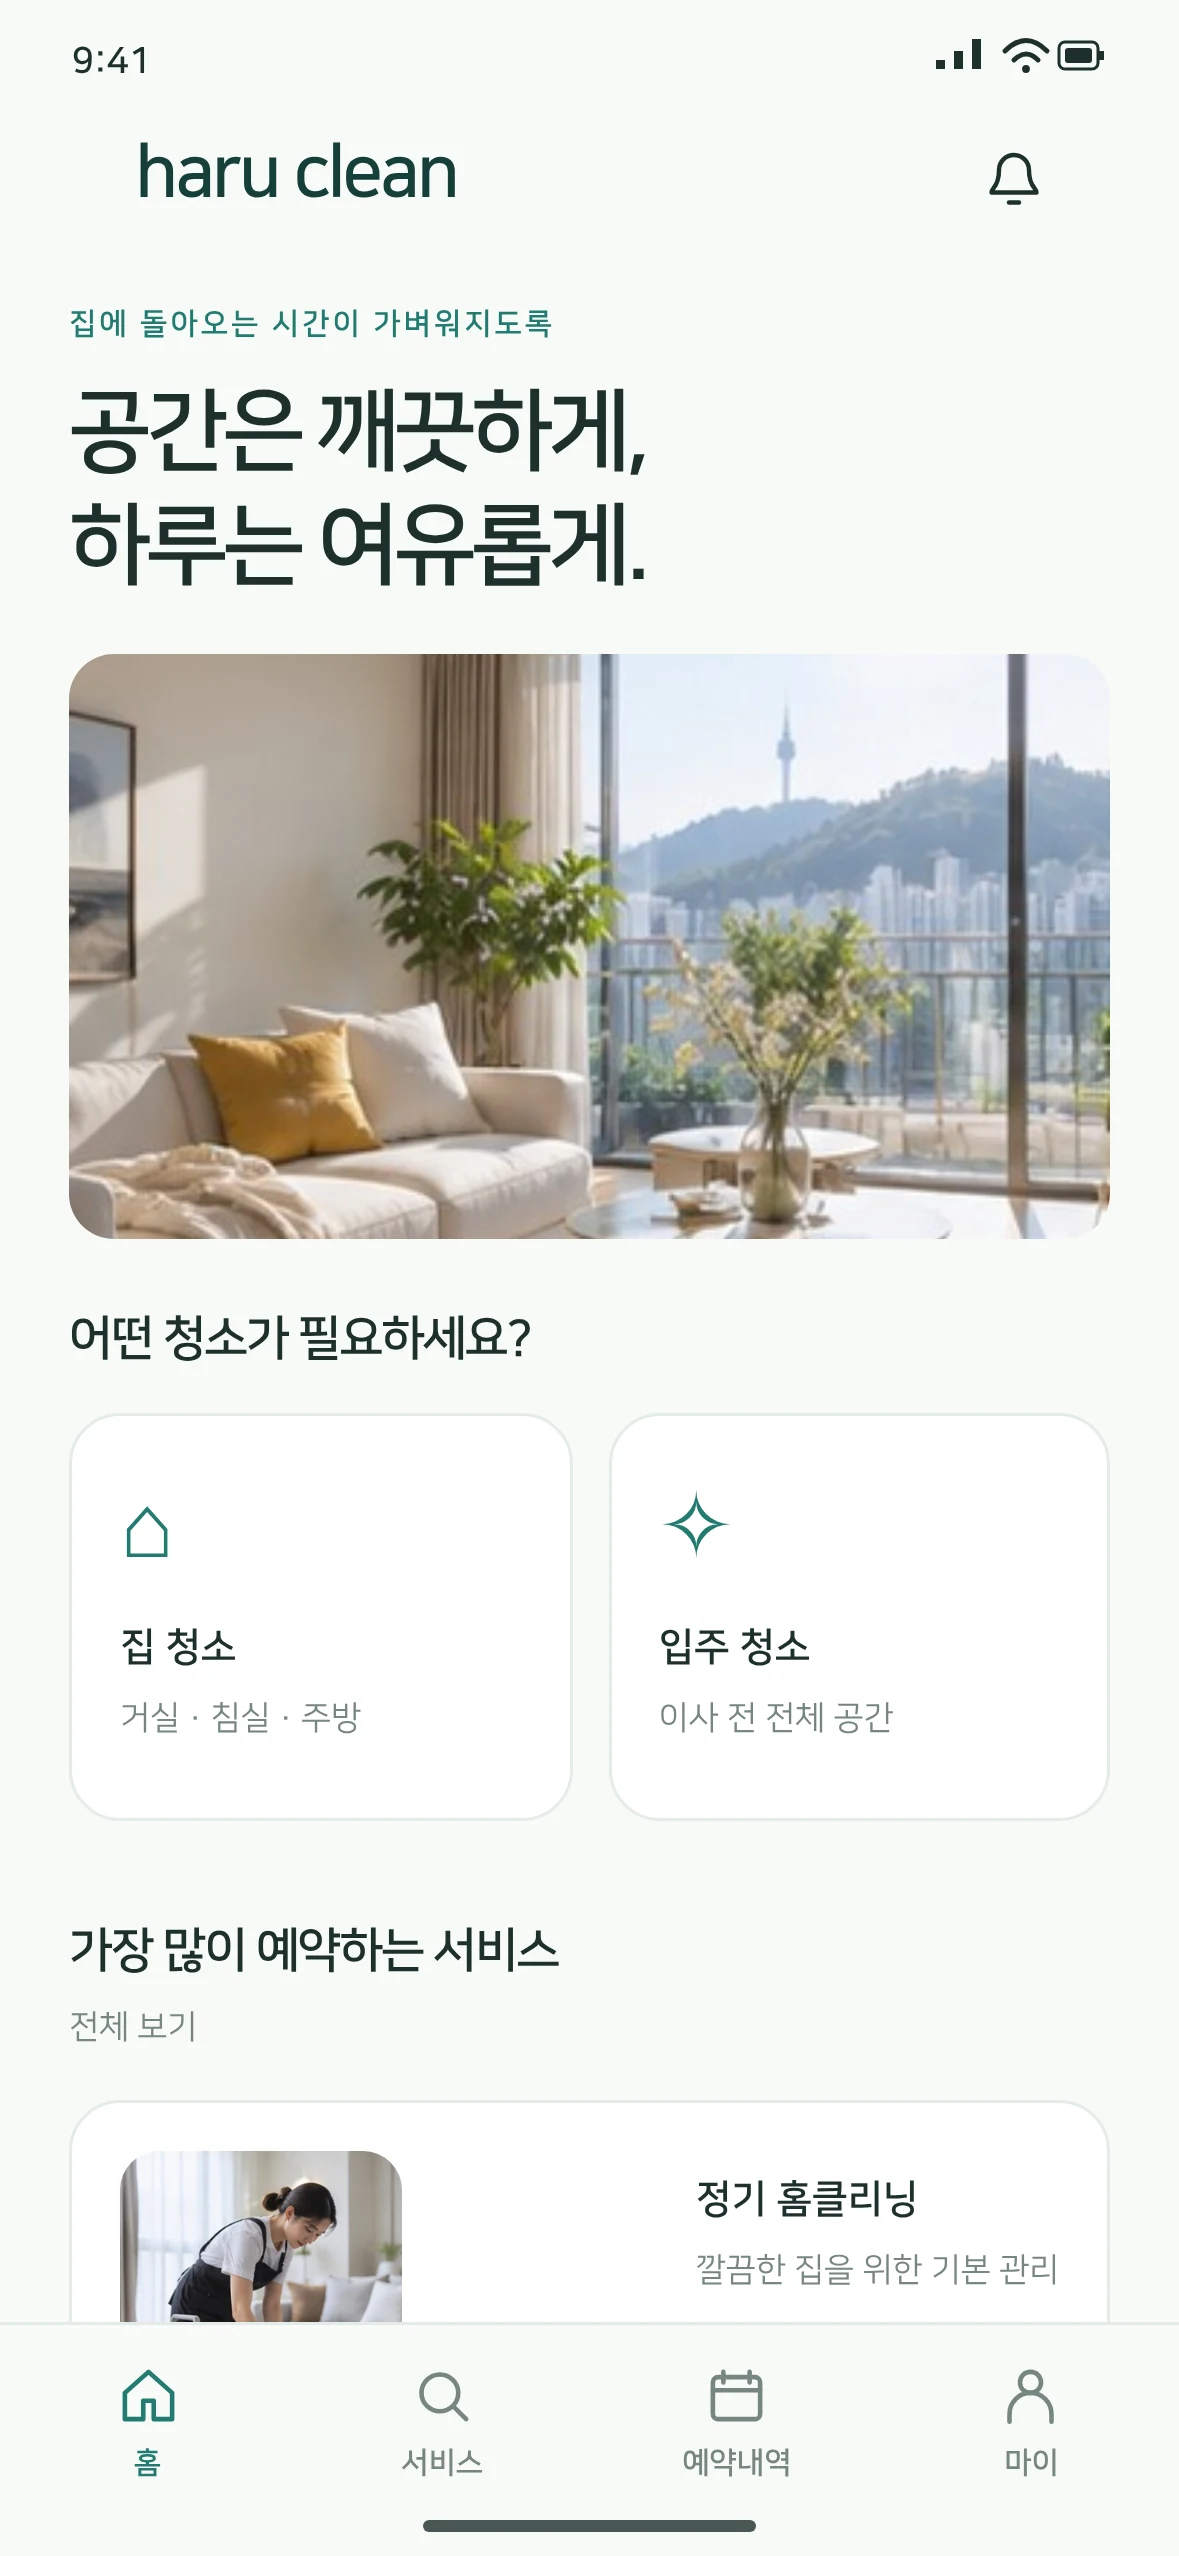 9:41
haru clean
집에 돌아오는 시간이 가벼워지도록
공간은 깨끗하게,
하루는 여유롭게.
어떤 청소가 필요하세요?
집 청소
거실 · 침실 · 주방
입주 청소
이사 전 전체 공간
가장 많이 예약하는 서비스
전체 보기
정기 홈클리닝
깔끔한 집을 위한 기본 관리
홈
서비스
예약내역
마이